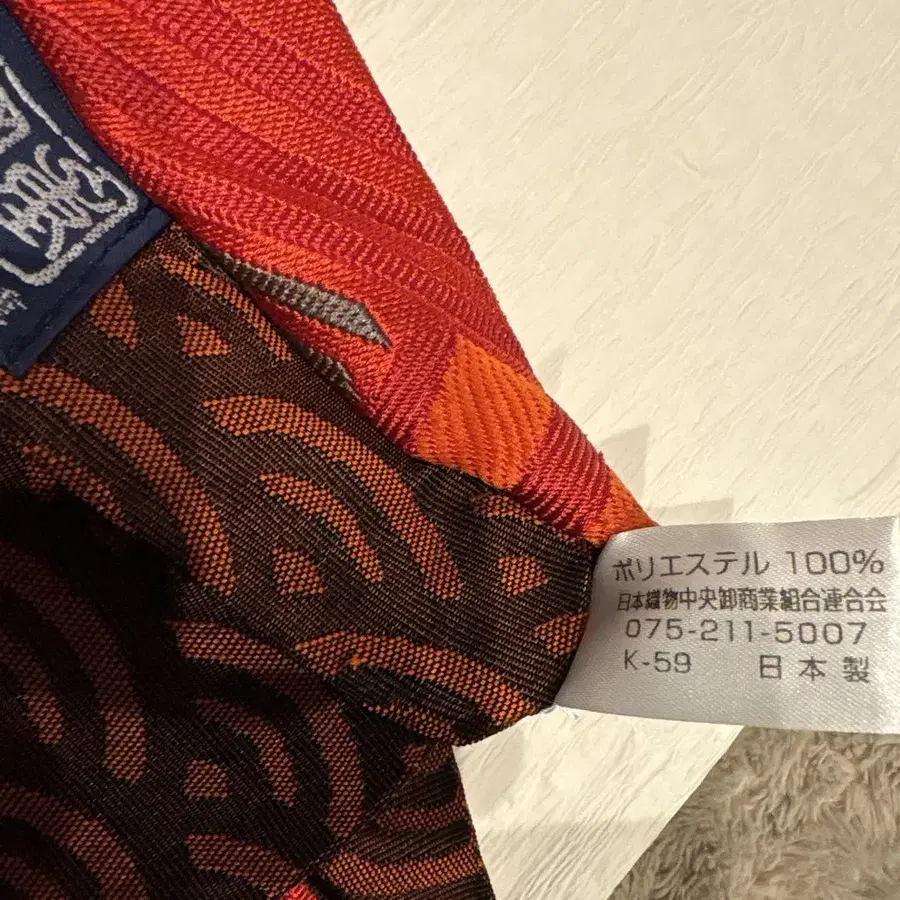 ポリエステル 100%
日本織物中央卸商業組合連合会
075-211-5007
K-59 日本製